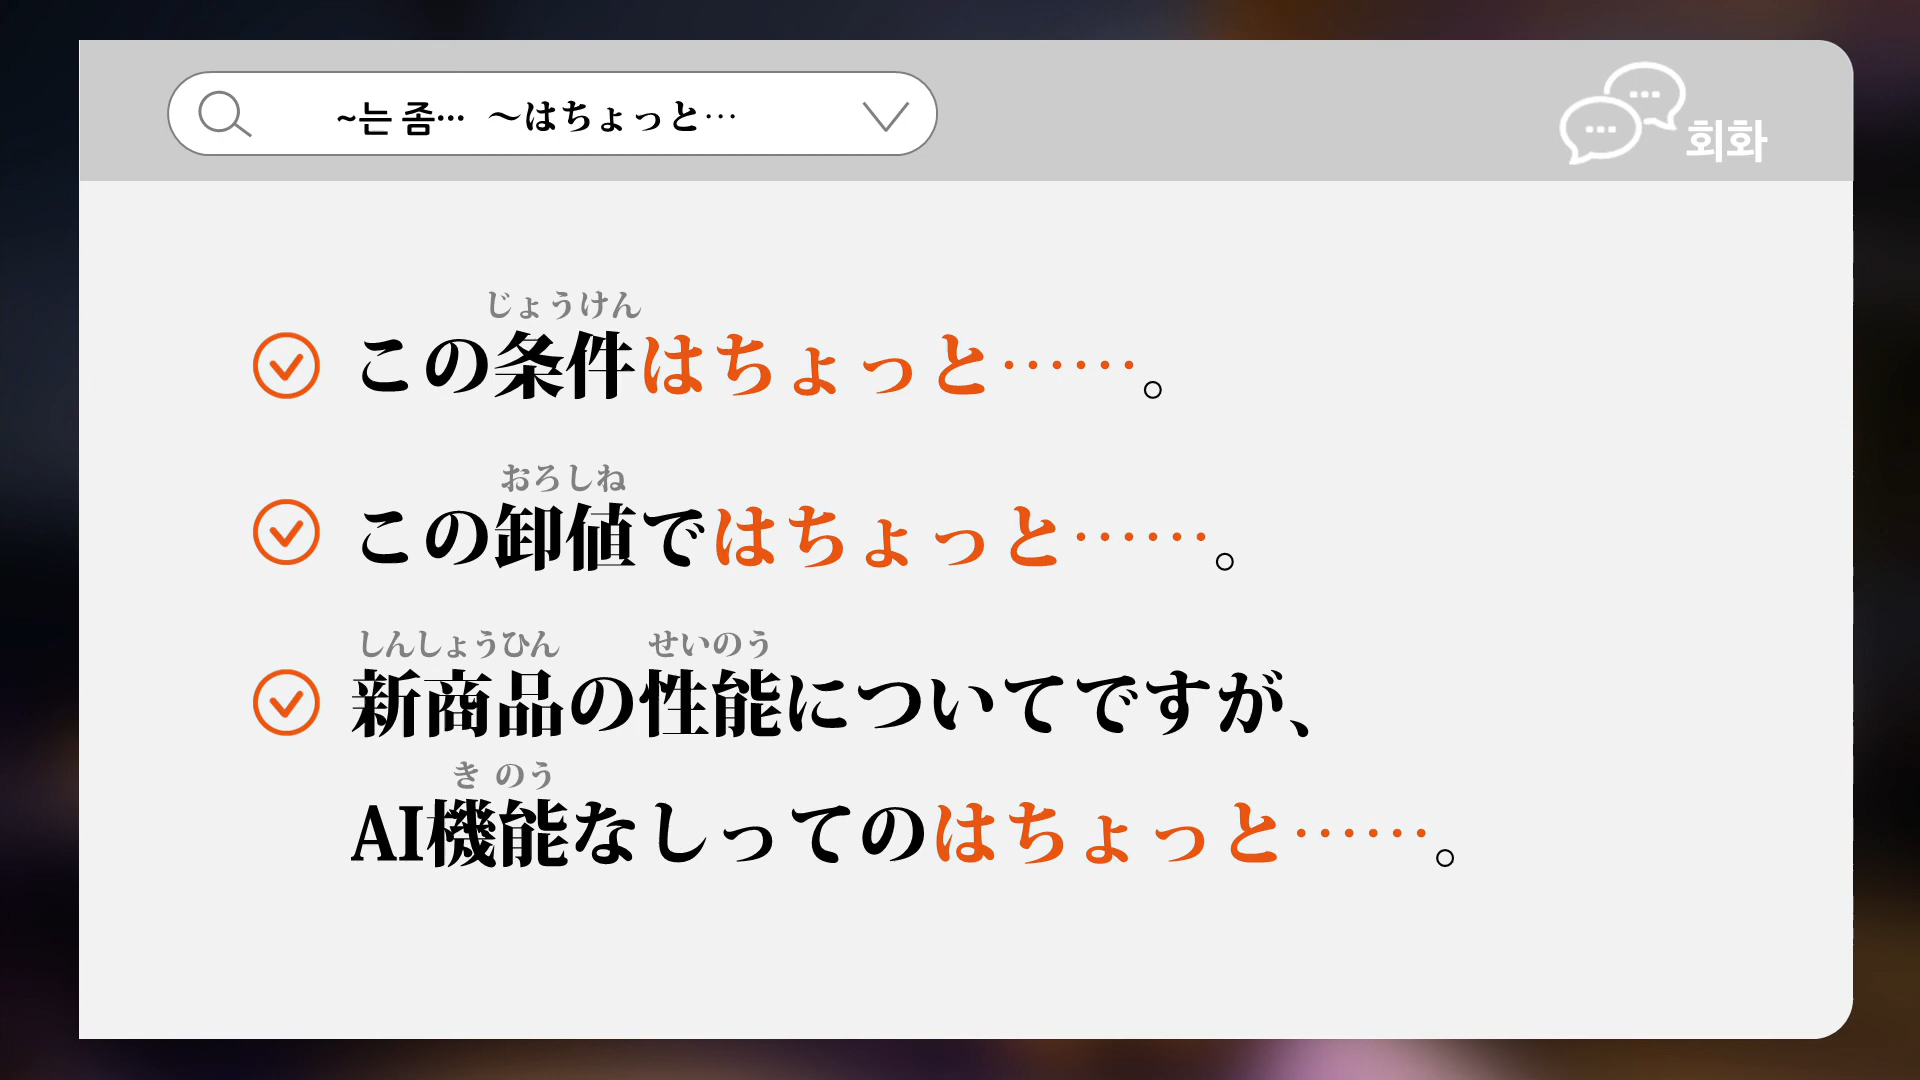 ~는 좀… ～はちょっと…
회화
じょうけん
この条件はちょっと……。
おろしね
この卸値ではちょっと……。
しんしょうひん せいのう
新商品の性能についてですが、
き のう
AI機能なしってのはちょっと……。